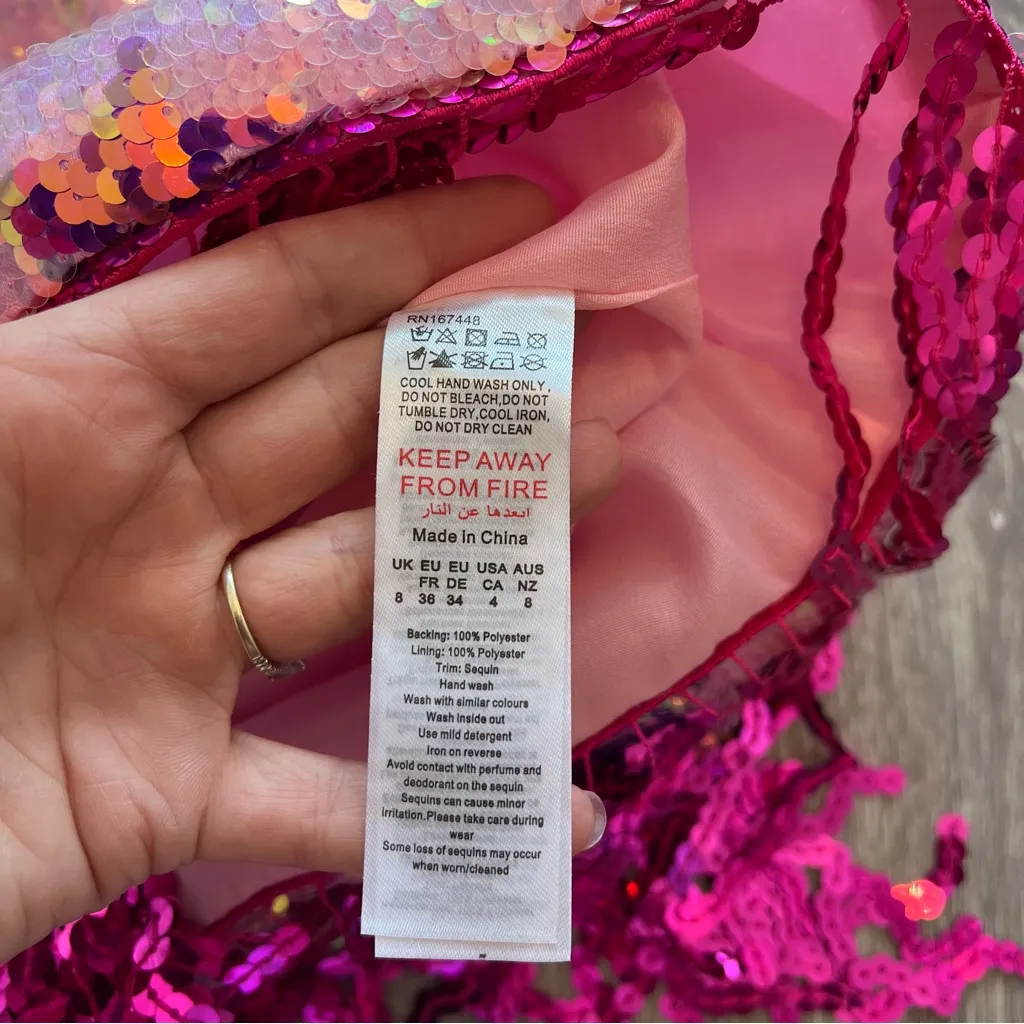 RN167448
COOL HAND WASH ONLY,
DO NOT BLEACH,DO NOT
TUMBLE DRY,COOL IRON,
DO NOT DRY CLEAN
KEEP AWAY
FROM FIRE
ابعدها عن النار
Made in China
UK EU EU USA AUS
FR DE CA NZ
8 36 34 4 8
Backing: 100% Polyester
Lining: 100% Polyester
Trim: Sequin
Hand wash
Wash with similar colours
Wash inside out
Use mild detergent
Iron on reverse
Avoid contact with perfume and
deodorant on the sequin
Sequins can cause minor
irritation.Please take care during
wear
Some loss of sequins may occur
when worn/cleaned